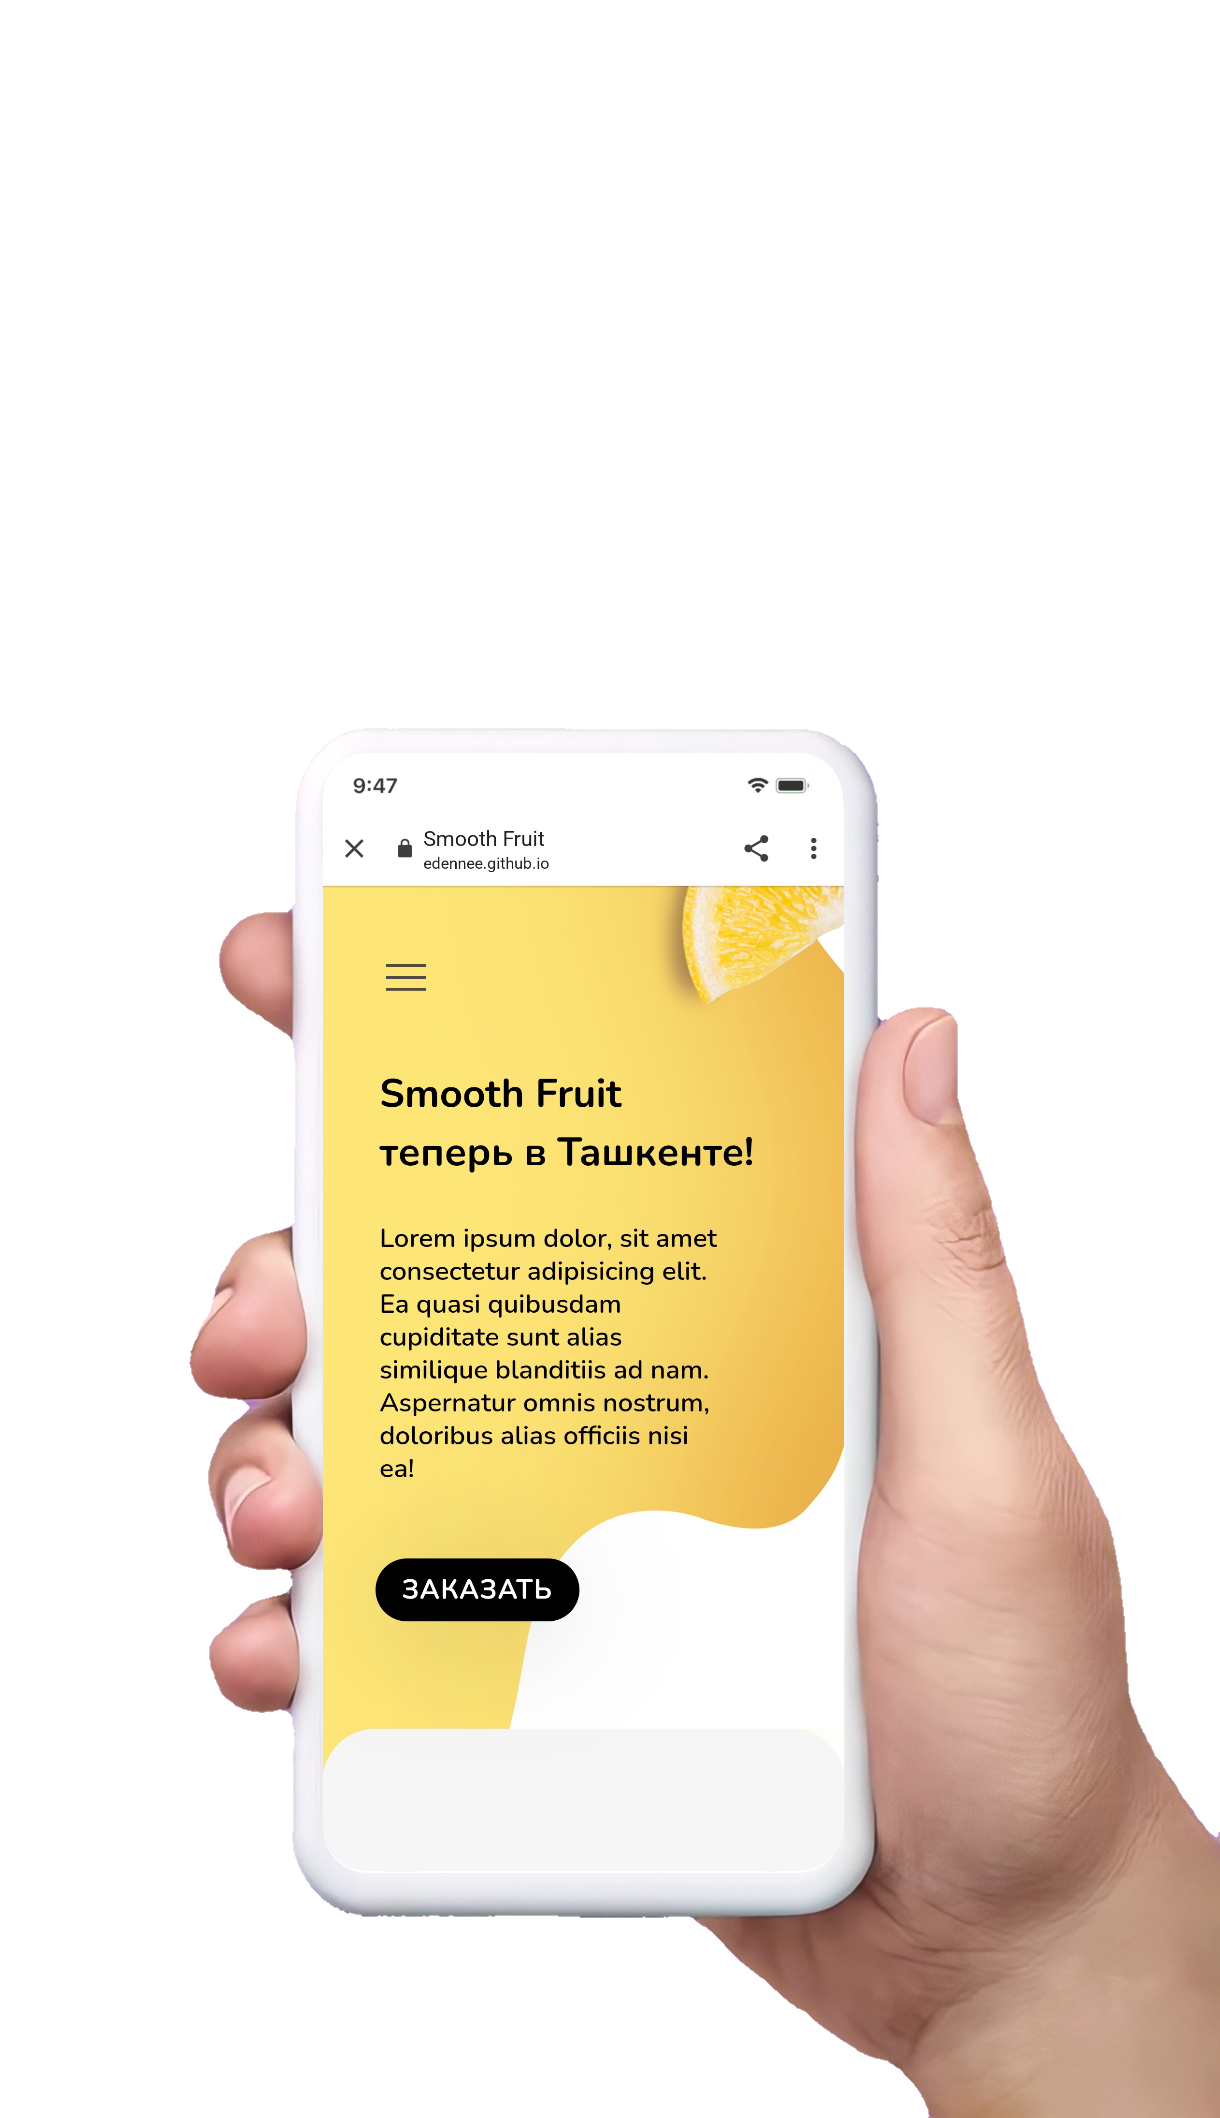 9:47
Smooth Fruit
edennee.github.io
Smooth Fruit
теперь в Ташкенте!
Lorem ipsum dolor, sit amet
consectetur adipisicing elit.
Ea quasi quibusdam
cupiditate sunt alias
similique blanditiis ad nam.
Aspernatur omnis nostrum,
doloribus alias officiis nisi
ea!
ЗАКАЗАТЬ